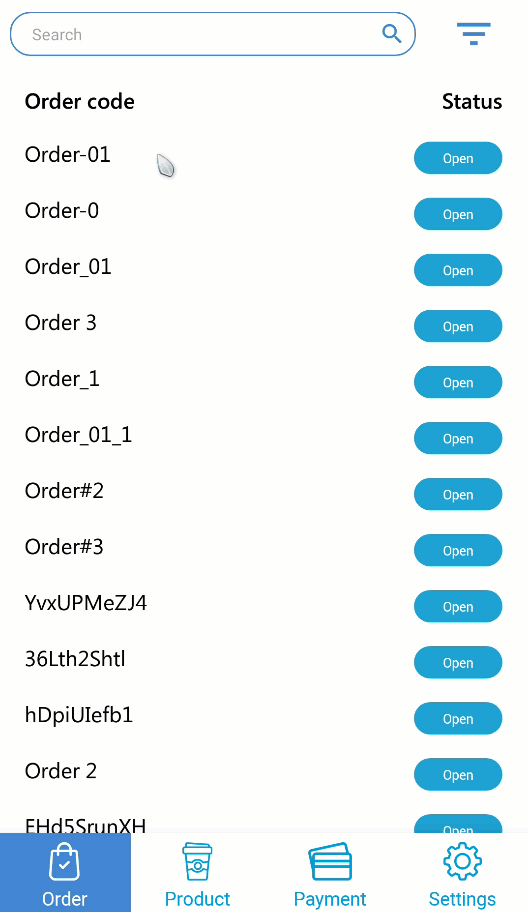 Search
Order code Status
Order-01 Open
Order-0 Open
Order_01 Open
Order 3 Open
Order_1 Open
Order_01_1 Open
Order#2 Open
Order#3 Open
YvxUPMeZJ4 Open
36Lth2Shtl Open
hDpiUIefb1 Open
Order 2 Open
EHd5SrunXH Open
Order Product Payment Settings